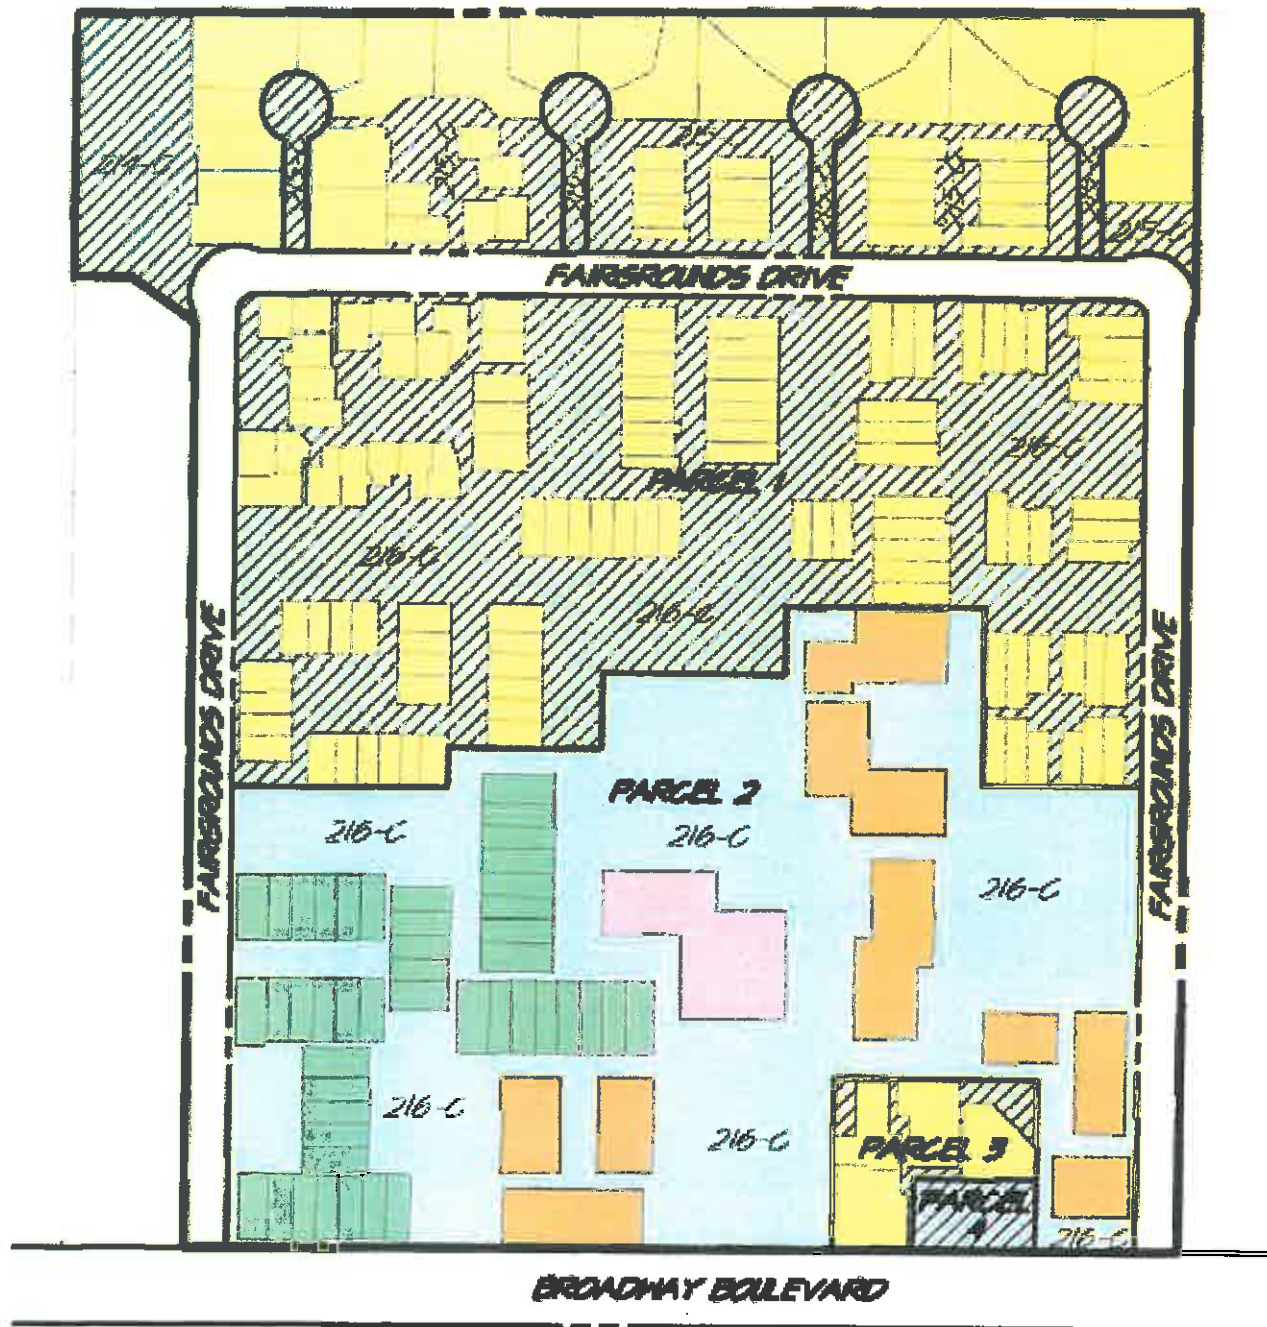 214-C
215
215-C
FAIRGROUNDS DRIVE
216-C
PARCEL 1
216-C
216-C
FAIRGROUNDS DRIVE
FAIRGROUNDS DRIVE
PARCEL 2
216-C
216-C
216-C
216-C
216-C
PARCEL 3
PARCEL
4
216-C
BROADWAY BOULEVARD